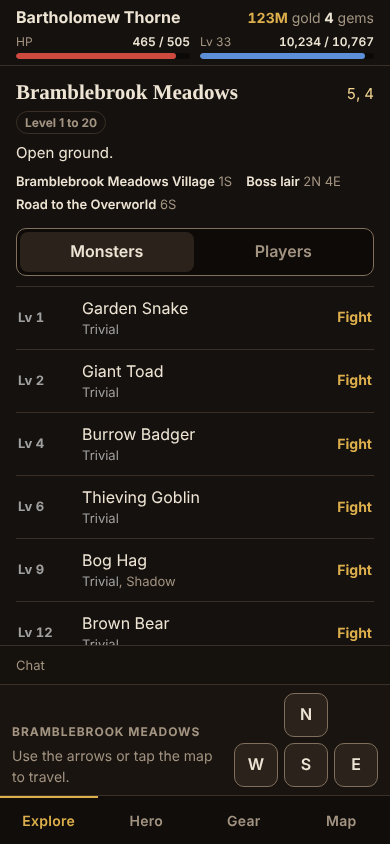 Bartholomew Thorne 123M gold 4 gems
HP 465 / 505 Lv 33 10,234 / 10,767
Bramblebrook Meadows 5, 4
Level 1 to 20
Open ground.
Bramblebrook Meadows Village 1S Boss lair 2N 4E
Road to the Overworld 6S
Monsters Players
Lv 1 Garden Snake Fight
Trivial
Lv 2 Giant Toad Fight
Trivial
Lv 4 Burrow Badger Fight
Trivial
Lv 6 Thieving Goblin Fight
Trivial
Lv 9 Bog Hag Fight
Trivial, Shadow
Lv 12 Brown Bear Fight
Trivial
Chat
N
BRAMBLEBROOK MEADOWS
Use the arrows or tap the map
to travel.
W S E
Explore Hero Gear Map